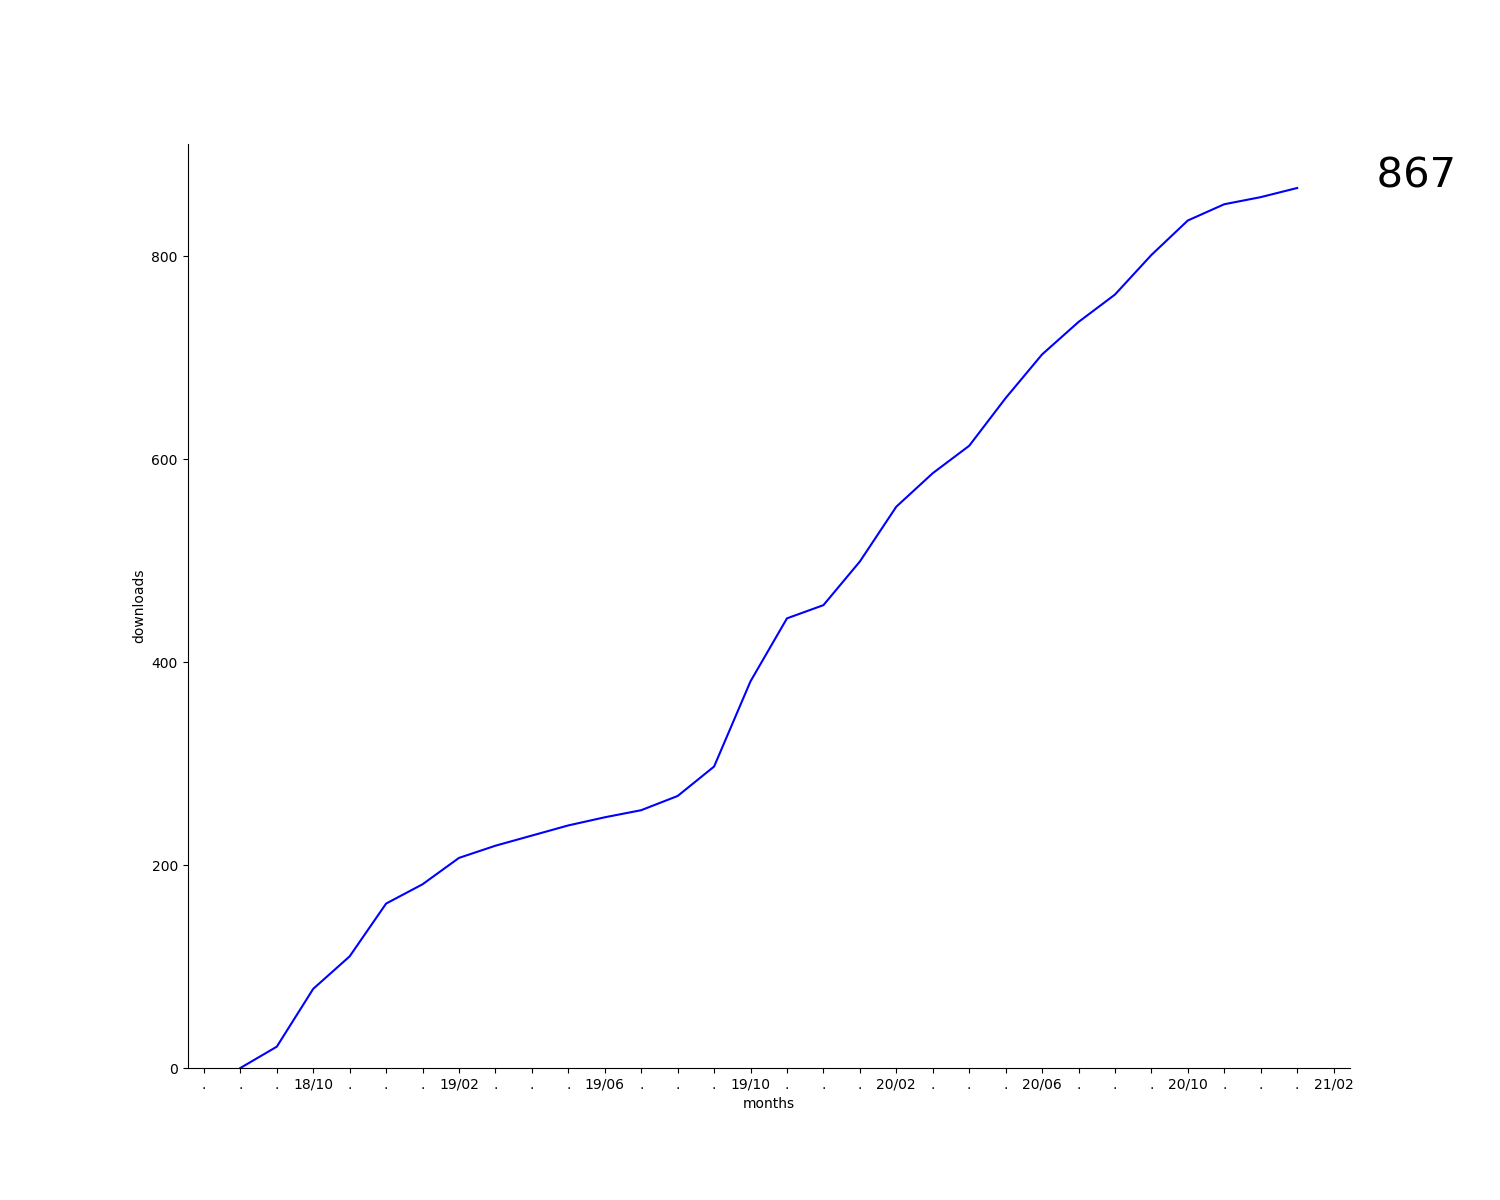 867
800
600
400
200
0
downloads
. . . 18/10 . . . 19/02 . . . 19/06 . . . 19/10 . . . 20/02 . . . 20/06 . . . 20/10 . . . 21/02
months